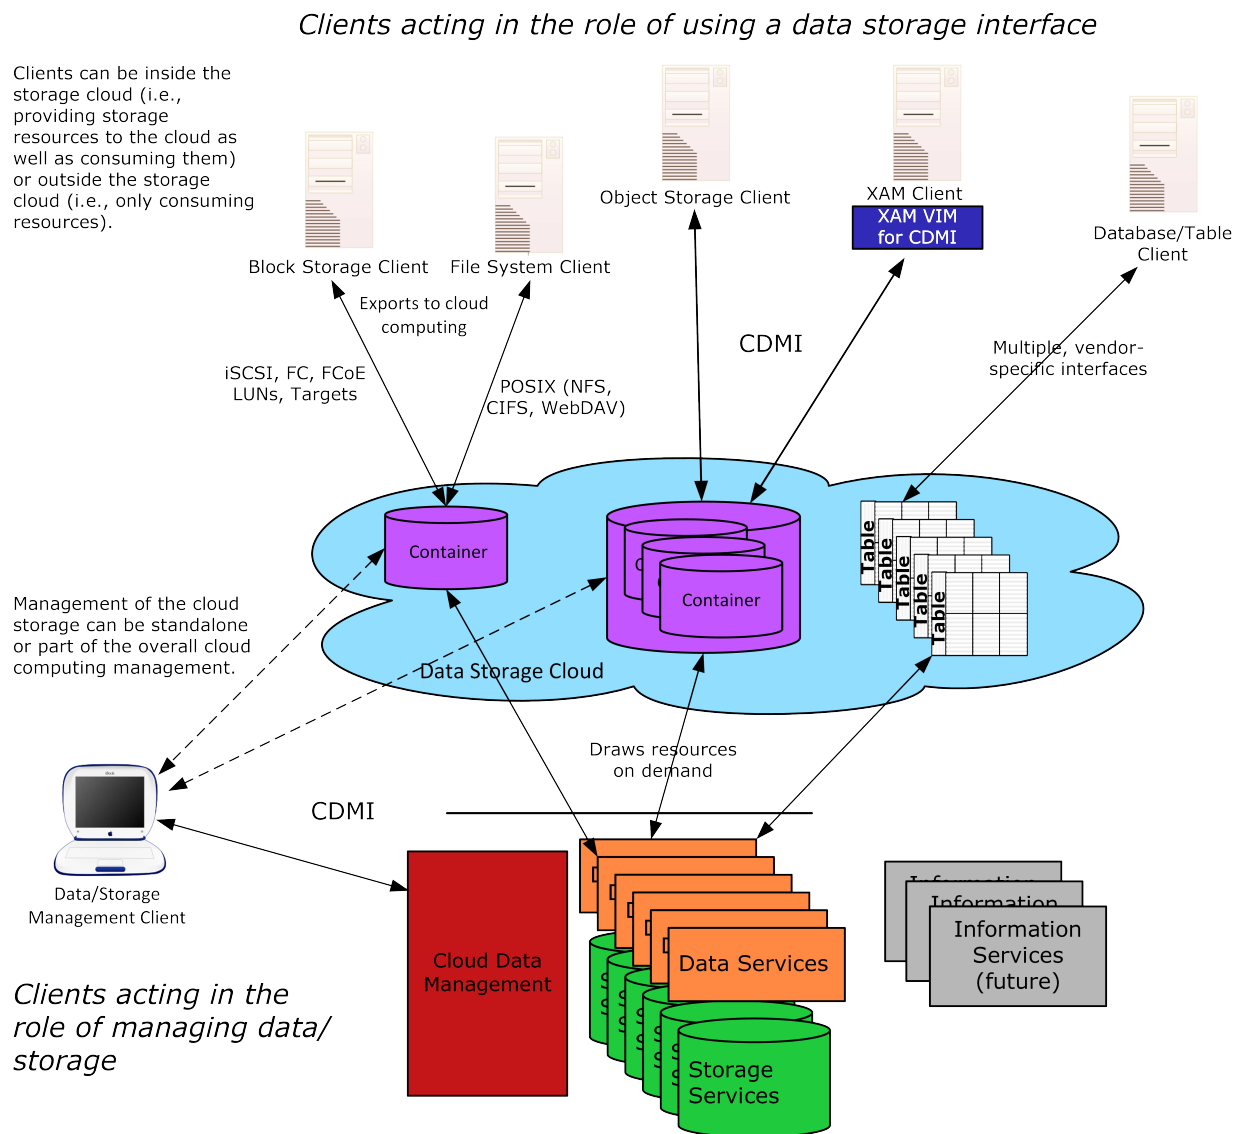 Clients acting in the role of using a data storage interface
Clients can be inside the
storage cloud (i.e.,
providing storage
resources to the cloud as
well as consuming them)
or outside the storage
cloud (i.e., only consuming
resources).
Block Storage Client
File System Client
Object Storage Client
XAM Client
XAM VIM
for CDMI
Database/Table
Client
Exports to cloud
computing
iSCSI, FC, FCoE
LUNs, Targets
POSIX (NFS,
CIFS, WebDAV)
CDMI
Multiple, vendor-
specific interfaces
Container
Container
Table
Table
Table
Table
Table
Data Storage Cloud
Management of the cloud
storage can be standalone
or part of the overall cloud
computing management.
Draws resources
on demand
CDMI
Data/Storage
Management Client
Cloud Data
Management
Data Services
Storage
Services
Information
Information
Information
Services
(future)
Clients acting in the
role of managing data/
storage